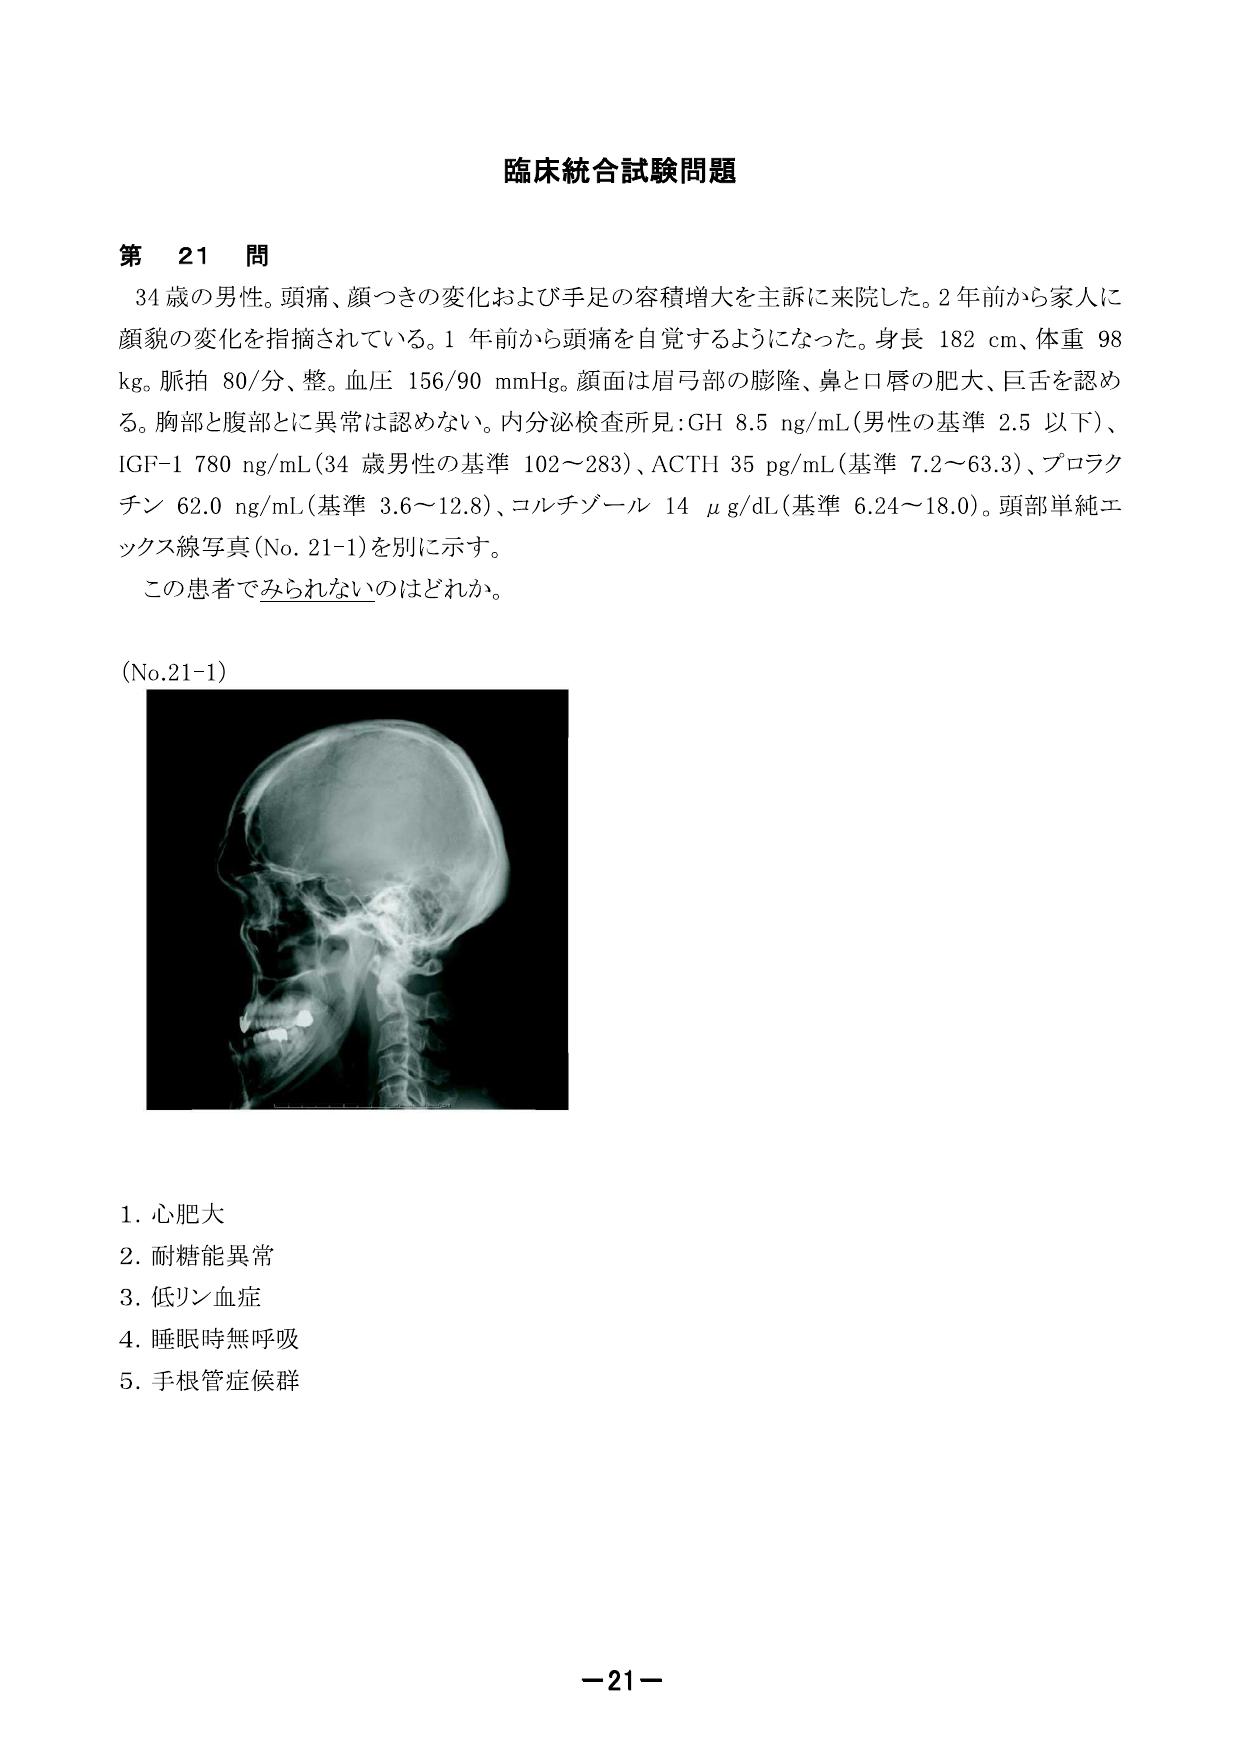 臨床統合試験問題
第 21 問
34歳の男性。頭痛、顔つきの変化および手足の容積増大を主訴に来院した。2年前から家人に
顔貌の変化を指摘されている。1 年前から頭痛を自覚するようになった。身長 182 cm、体重 98
kg。脈拍 80/分、整。血圧 156/90 mmHg。顔面は眉弓部の膨隆、鼻と口唇の肥大、巨舌を認め
る。胸部と腹部とに異常は認めない。内分泌検査所見:GH 8.5 ng/mL(男性の基準 2.5 以下)、
IGF-1 780 ng/mL(34 歳男性の基準 102～283)、ACTH 35 pg/mL(基準 7.2～63.3)、プロラク
チン 62.0 ng/mL(基準 3.6～12.8)、コルチゾール 14 μg/dL(基準 6.24～18.0)。頭部単純エ
ックス線写真(No. 21-1)を別に示す。
この患者でみられないのはどれか。
(No.21-1)
1. 心肥大
2. 耐糖能異常
3. 低リン血症
4. 睡眠時無呼吸
5. 手根管症候群
－21－